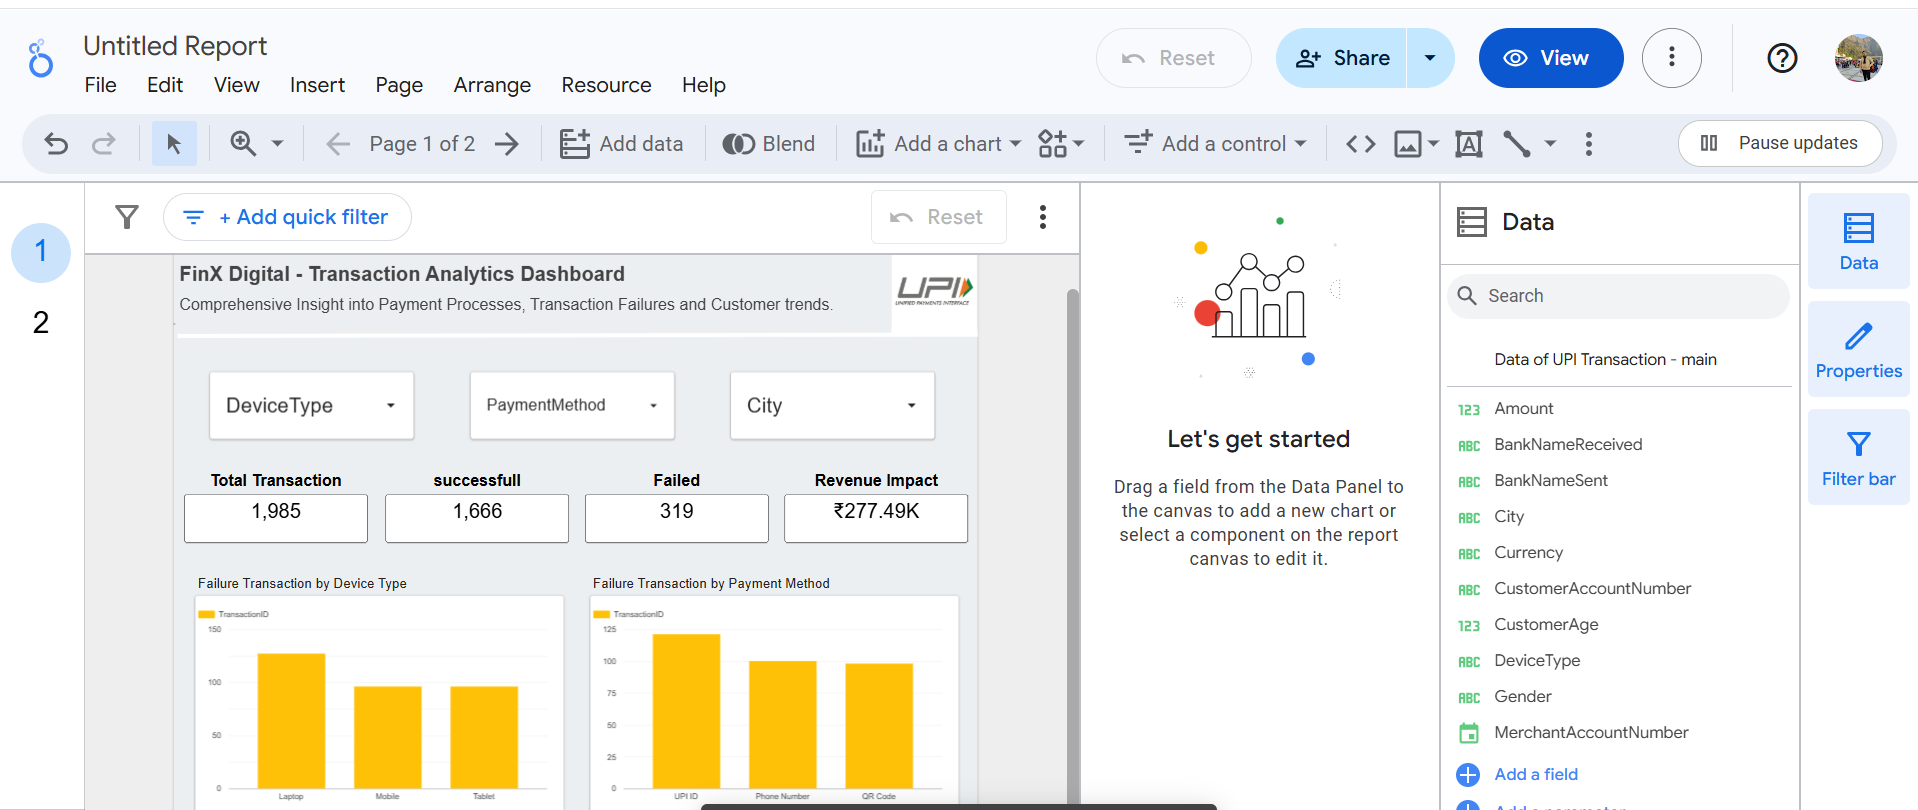 Untitled Report
File Edit View Insert Page Arrange Resource Help
Reset
Share
View
Page 1 of 2
Add data
Blend
Add a chart
Add a control
Pause updates
1
2
+ Add quick filter
Reset
FinX Digital - Transaction Analytics Dashboard
Comprehensive Insight into Payment Processes, Transaction Failures and Customer trends.
UPI
UNIFIED PAYMENTS INTERFACE
DeviceType
PaymentMethod
City
Total Transaction
1,985
successfull
1,666
Failed
319
Revenue Impact
₹277.49K
Failure Transaction by Device Type
TransactionID
150
100
50
0
Laptop Mobile Tablet
Failure Transaction by Payment Method
TransactionID
125
100
75
50
25
0
UPI ID Phone Number QR Code
Let's get started
Drag a field from the Data Panel to
the canvas to add a new chart or
select a component on the report
canvas to edit it.
Data
Search
Data of UPI Transaction - main
123 Amount
ABC BankNameReceived
ABC BankNameSent
ABC City
ABC Currency
ABC CustomerAccountNumber
123 CustomerAge
ABC DeviceType
ABC Gender
MerchantAccountNumber
Add a field
Data
Properties
Filter bar